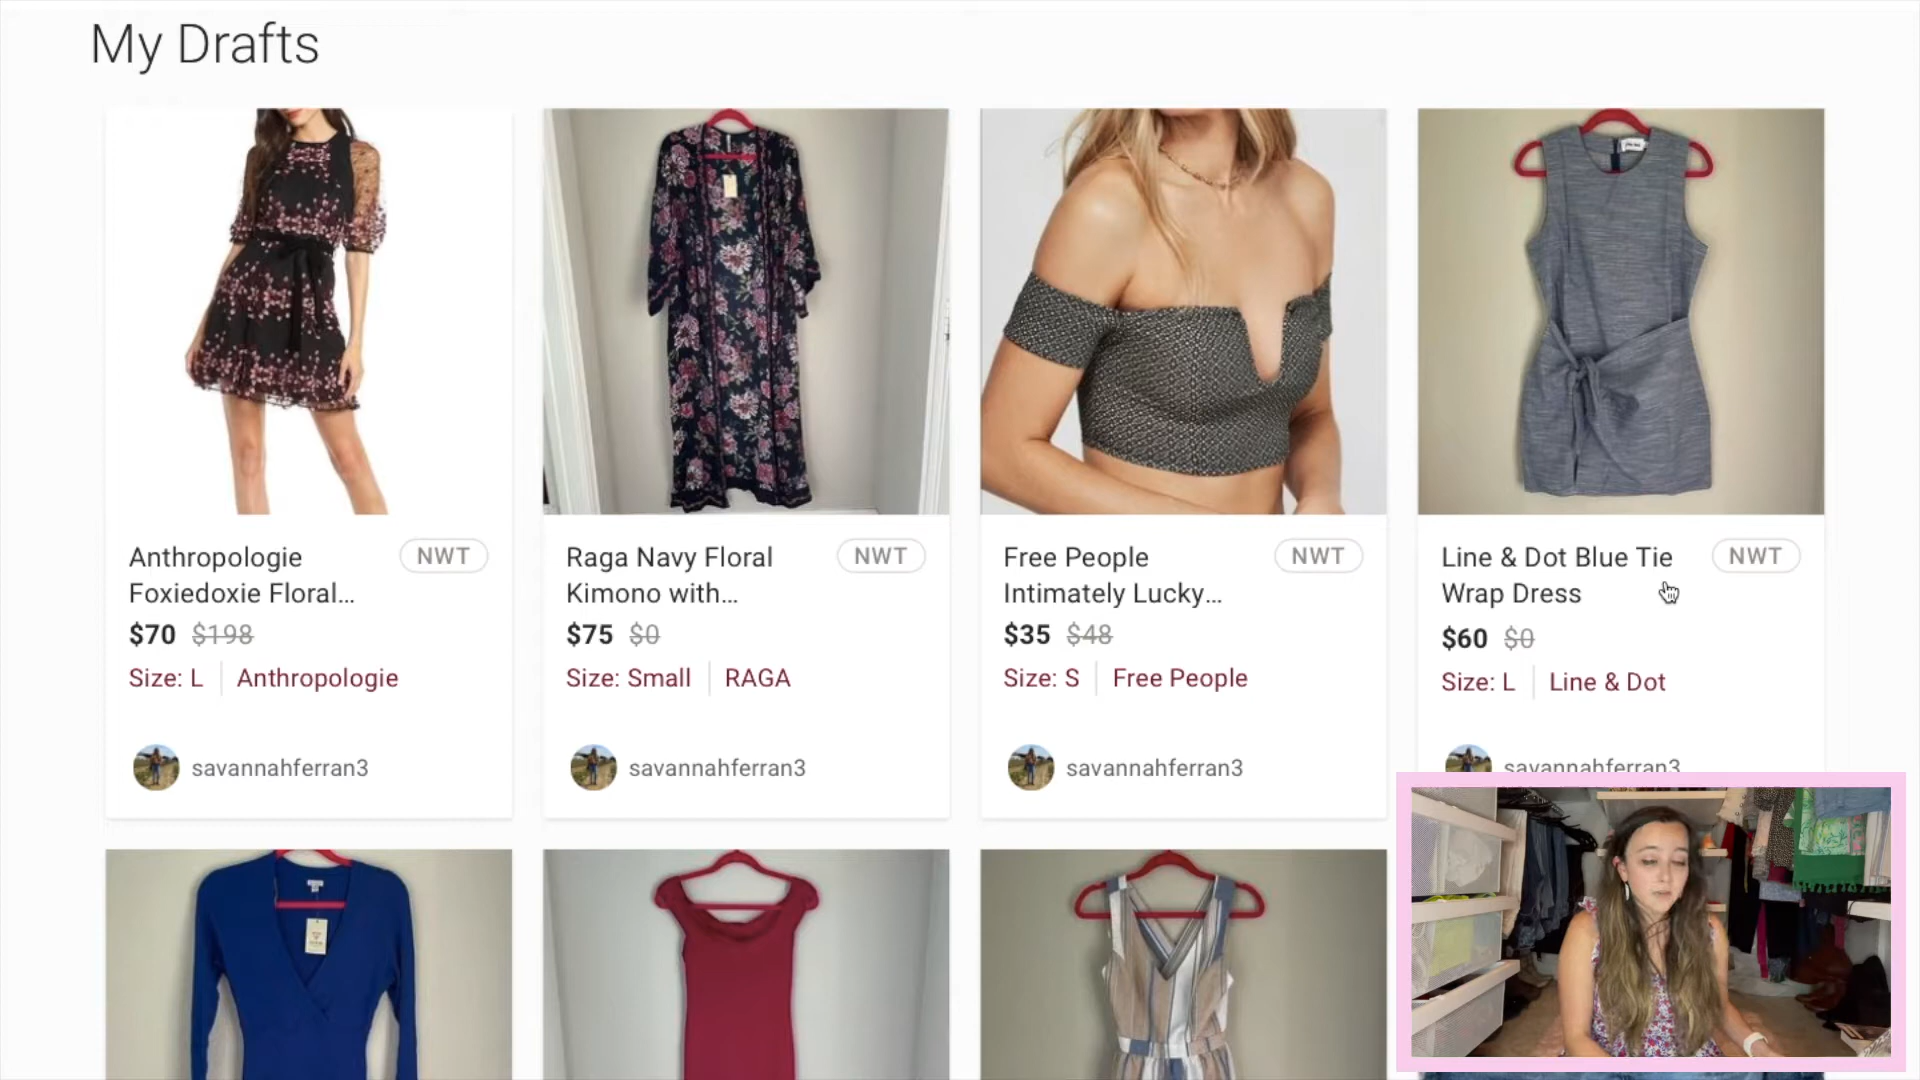 My Drafts
Anthropologie
Foxiedoxie Floral...
NWT
$70 $198
Size: L Anthropologie
savannahferran3
Raga Navy Floral
Kimono with...
NWT
$75 $0
Size: Small RAGA
savannahferran3
Free People
Intimately Lucky...
NWT
$35 $48
Size: S Free People
savannahferran3
Line & Dot Blue Tie
Wrap Dress
NWT
$60 $0
Size: L Line & Dot
savannahferran3